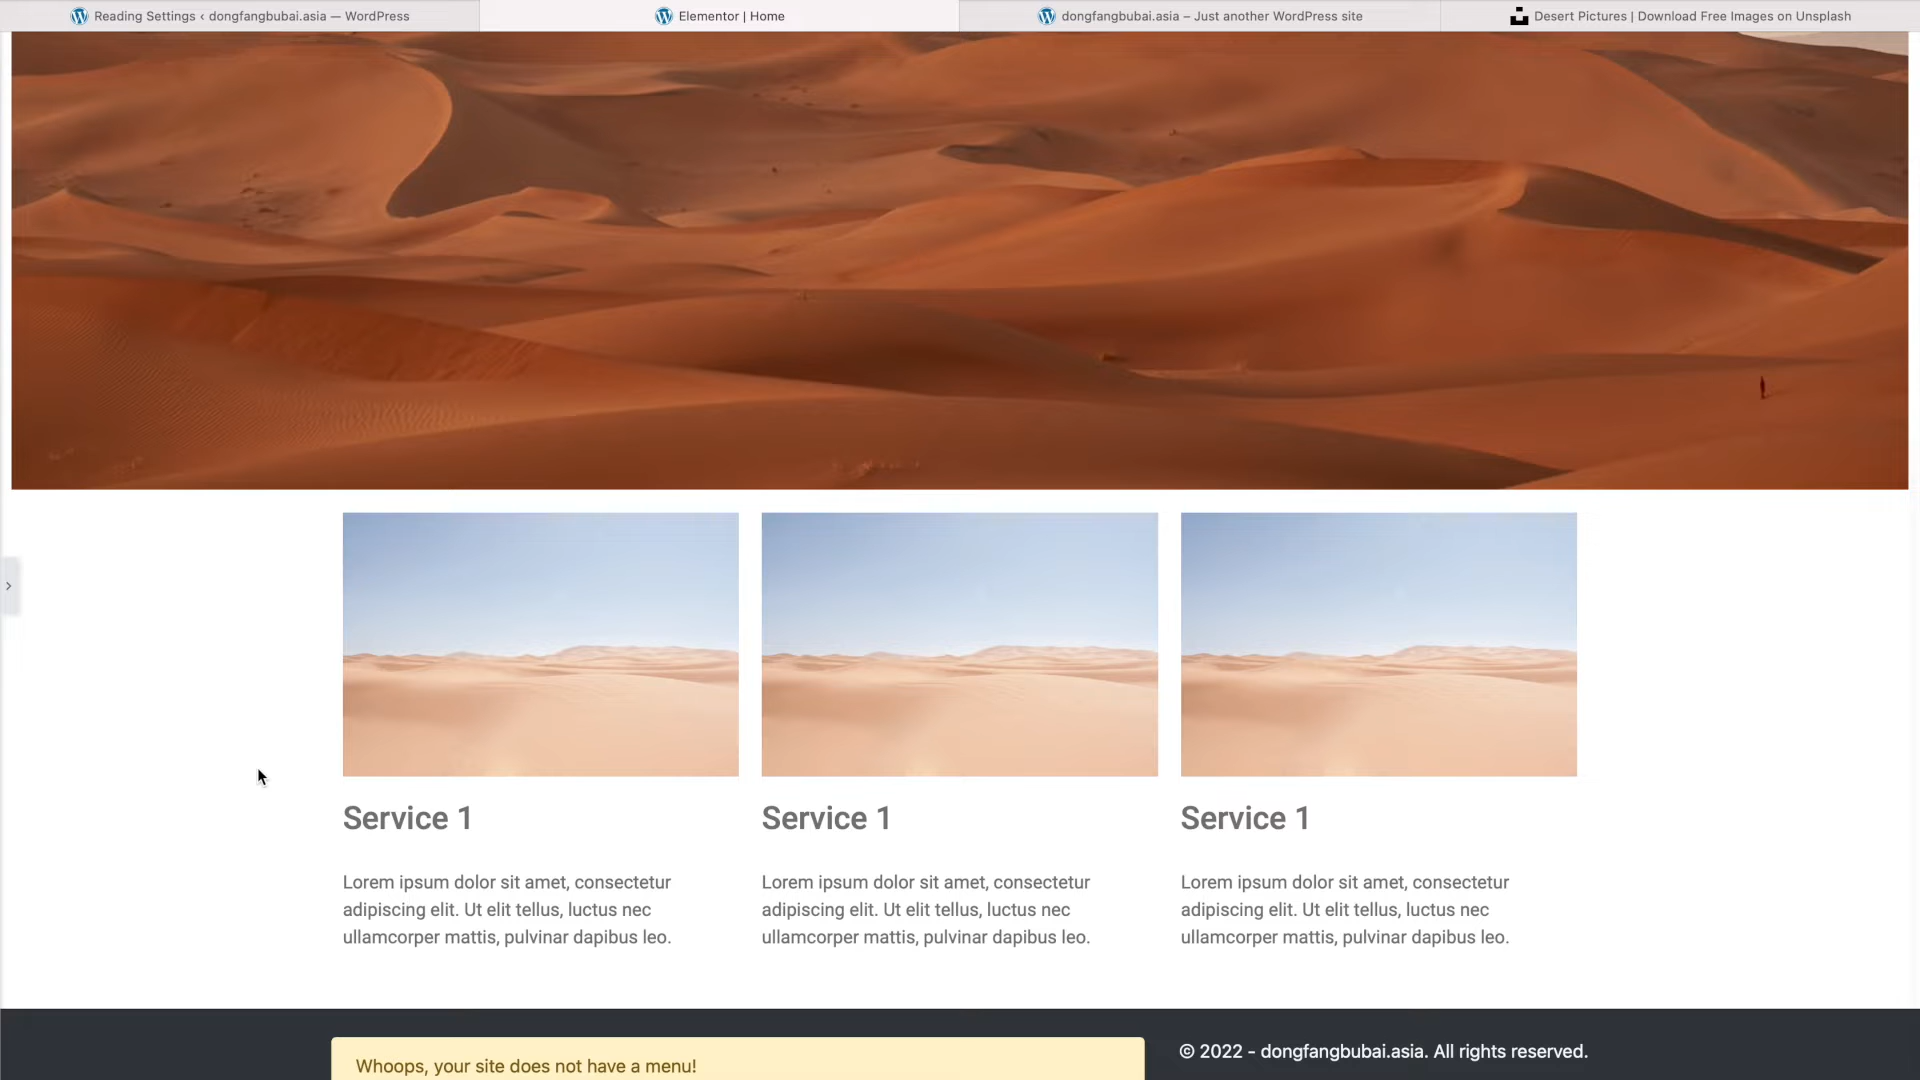 Reading Settings ‹ dongfangbubai.asia — WordPress
Elementor | Home
dongfangbubai.asia – Just another WordPress site
Desert Pictures | Download Free Images on Unsplash
Service 1
Lorem ipsum dolor sit amet, consectetur
adipiscing elit. Ut elit tellus, luctus nec
ullamcorper mattis, pulvinar dapibus leo.
Service 1
Lorem ipsum dolor sit amet, consectetur
adipiscing elit. Ut elit tellus, luctus nec
ullamcorper mattis, pulvinar dapibus leo.
Service 1
Lorem ipsum dolor sit amet, consectetur
adipiscing elit. Ut elit tellus, luctus nec
ullamcorper mattis, pulvinar dapibus leo.
Whoops, your site does not have a menu!
© 2022 - dongfangbubai.asia. All rights reserved.